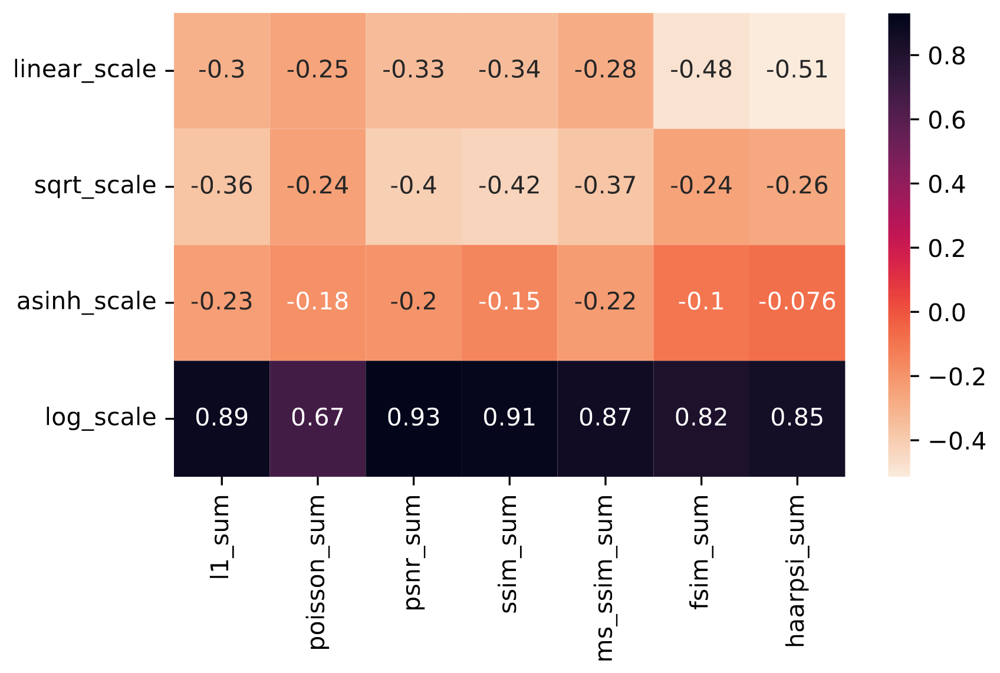 linear_scale -0.3 -0.25 -0.33 -0.34 -0.28 -0.48 -0.51
sqrt_scale -0.36 -0.24 -0.4 -0.42 -0.37 -0.24 -0.26
asinh_scale -0.23 -0.18 -0.2 -0.15 -0.22 -0.1 -0.076
log_scale 0.89 0.67 0.93 0.91 0.87 0.82 0.85
l1_sum
poisson_sum
psnr_sum
ssim_sum
ms_ssim_sum
fsim_sum
haarpsi_sum
0.8
0.6
0.4
0.2
0.0
−0.2
−0.4